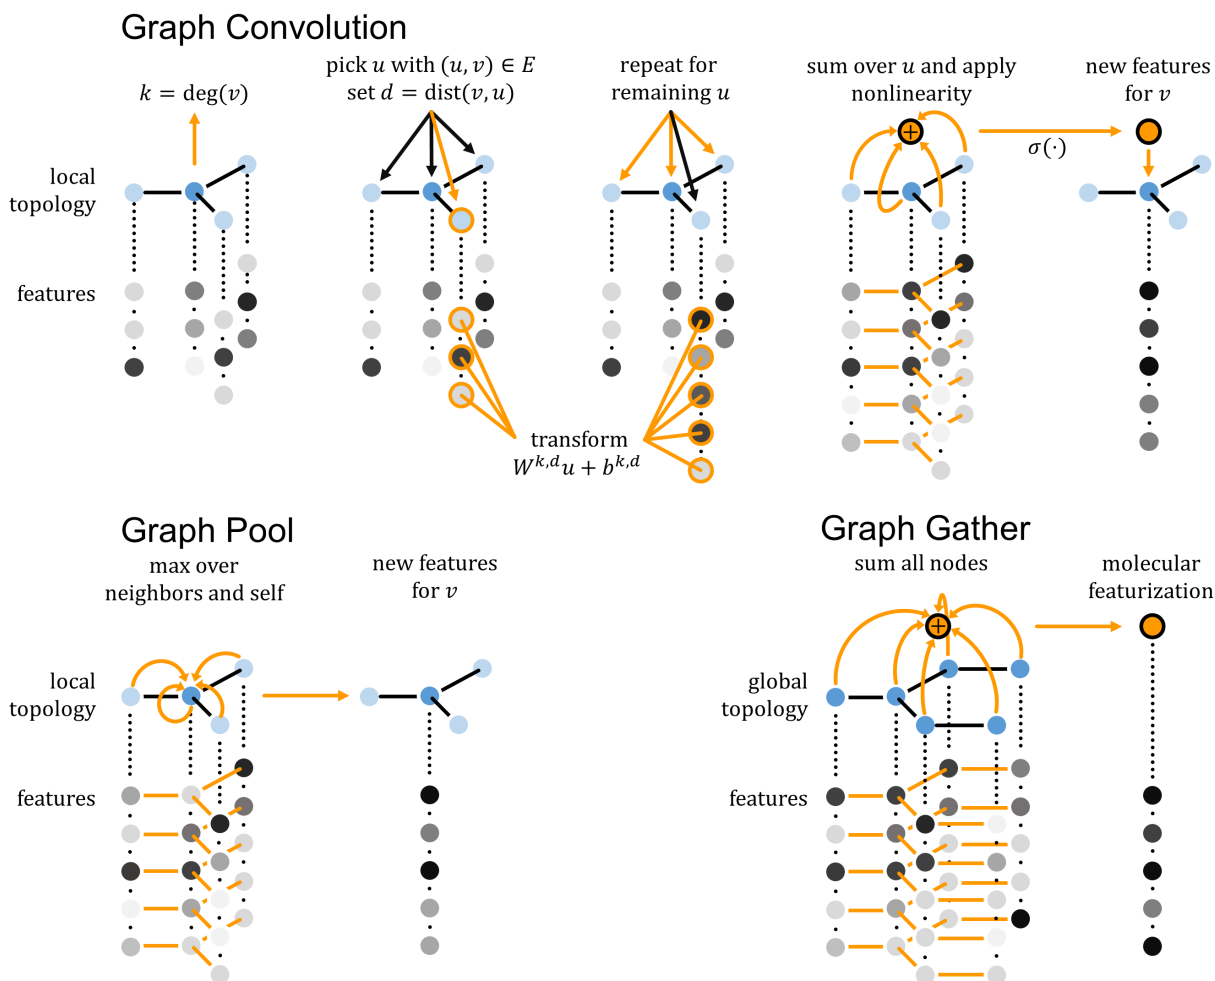 Graph Convolution
k = deg(v)
pick u with (u, v) ∈ E
set d = dist(v, u)
repeat for
remaining u
sum over u and apply
nonlinearity
new features
for v
+
σ(·)
local
topology
features
transform
W^{k,d}u + b^{k,d}
Graph Pool
max over
neighbors and self
new features
for v
local
topology
features
Graph Gather
sum all nodes
molecular
featurization
+
global
topology
features